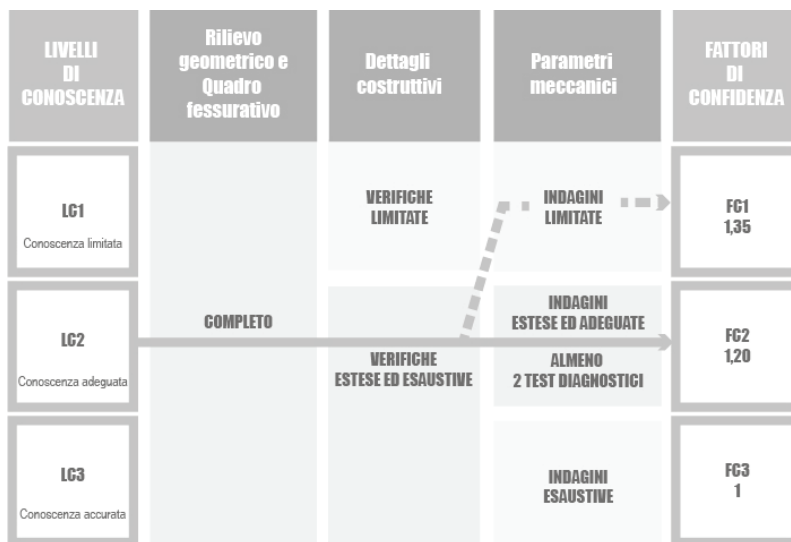 LIVELLI
DI
CONOSCENZA
Rilievo
geometrico e
Quadro
fessurativo
Dettagli
costruttivi
Parametri
meccanici
FATTORI
DI
CONFIDENZA
LC1
Conoscenza limitata
VERIFICHE
LIMITATE
INDAGINI
LIMITATE
FC1
1,35
LC2
Conoscenza adeguata
COMPLETO
VERIFICHE
ESTESE ED ESAUSTIVE
INDAGINI
ESTESE ED ADEGUATE
ALMENO
2 TEST DIAGNOSTICI
FC2
1,20
LC3
Conoscenza accurata
INDAGINI
ESAUSTIVE
FC3
1